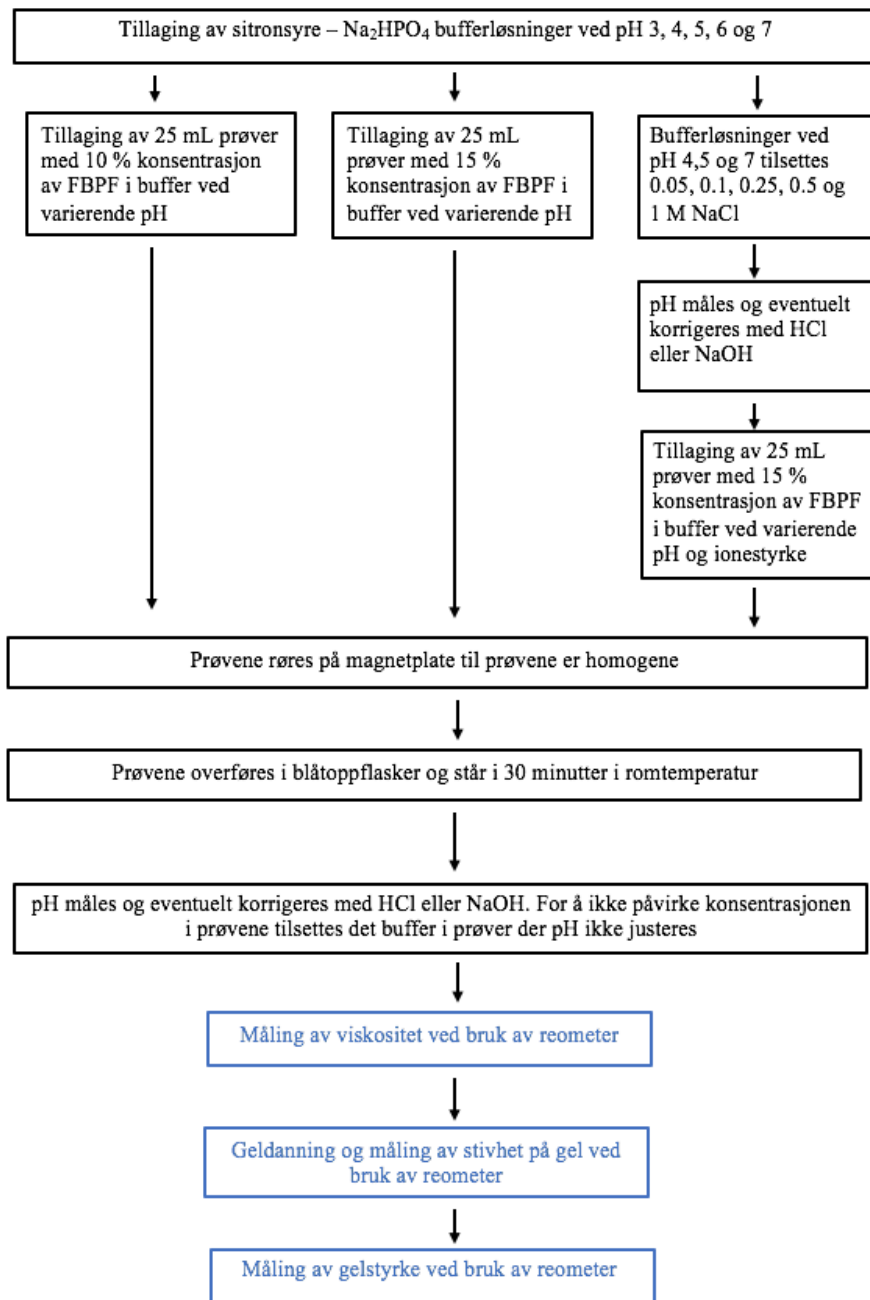 Tillaging av sitronsyre – Na₂HPO₄ bufferløsninger ved pH 3, 4, 5, 6 og 7
Tillaging av 25 mL prøver
med 10 % konsentrasjon
av FBPF i buffer ved
varierende pH
Tillaging av 25 mL
prøver med 15 %
konsentrasjon av FBPF i
buffer ved varierende pH
Bufferløsninger ved
pH 4,5 og 7 tilsettes
0.05, 0.1, 0.25, 0.5 og
1 M NaCl
pH måles og eventuelt
korrigeres med HCl
eller NaOH
Tillaging av 25 mL
prøver med 15 %
konsentrasjon av FBPF
i buffer ved varierende
pH og ionestyrke
Prøvene røres på magnetplate til prøvene er homogene
Prøvene overføres i blåtoppflasker og står i 30 minutter i romtemperatur
pH måles og eventuelt korrigeres med HCl eller NaOH. For å ikke påvirke konsentrasjonen
i prøvene tilsettes det buffer i prøver der pH ikke justeres
Måling av viskositet ved bruk av reometer
Geldanning og måling av stivhet på gel ved
bruk av reometer
Måling av gelstyrke ved bruk av reometer